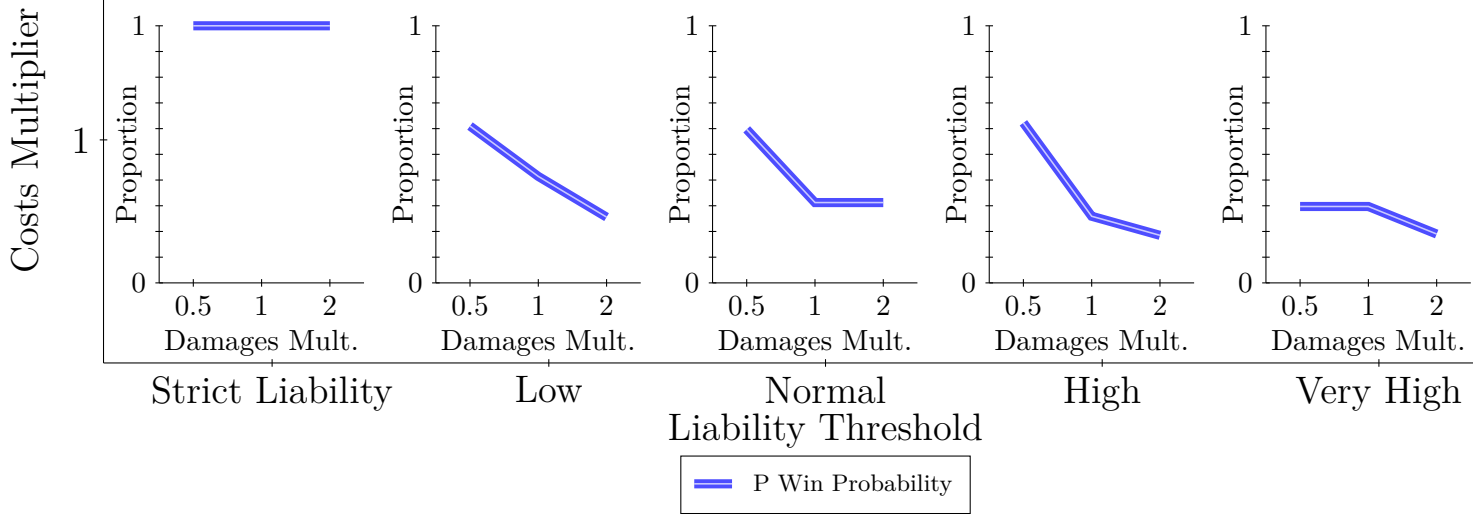 Costs Multiplier
1
1
Proportion
0
0.5 1 2
Damages Mult.
1
Proportion
0
0.5 1 2
Damages Mult.
1
Proportion
0
0.5 1 2
Damages Mult.
1
Proportion
0
0.5 1 2
Damages Mult.
1
Proportion
0
0.5 1 2
Damages Mult.
Strict Liability Low Normal High Very High
Liability Threshold
P Win Probability